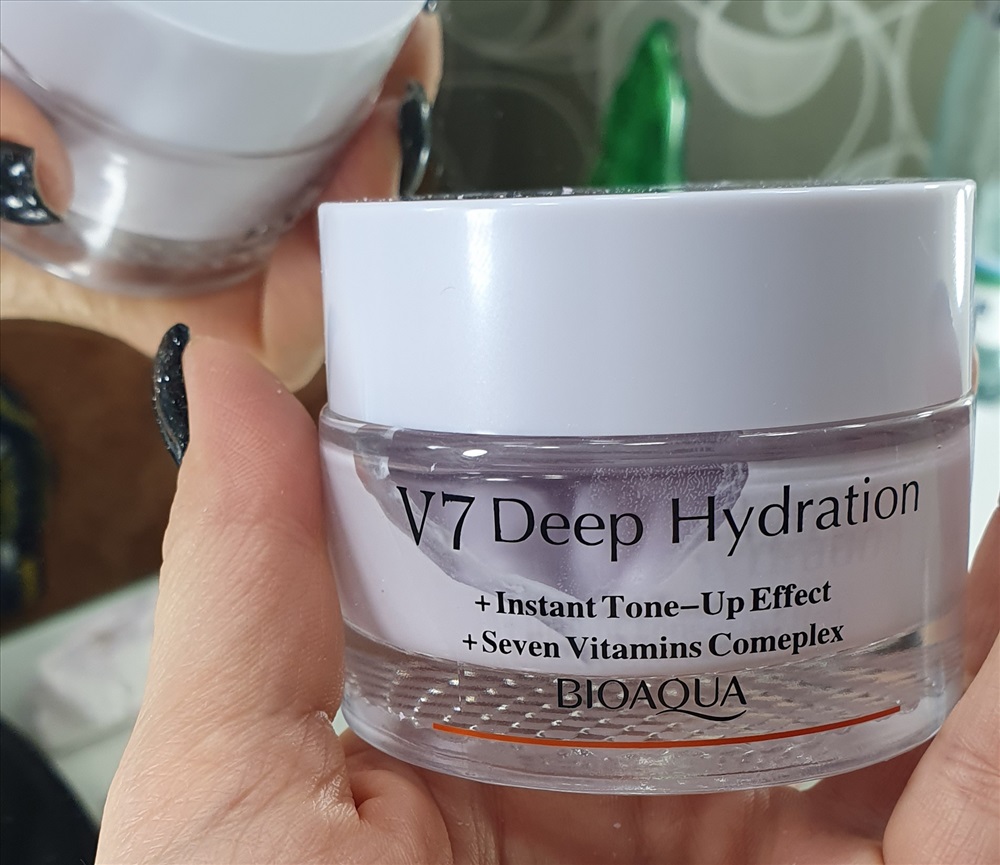 V7 Deep Hydration
+Instant Tone-Up Effect
+Seven Vitamins Comeplex
BIOAQUA